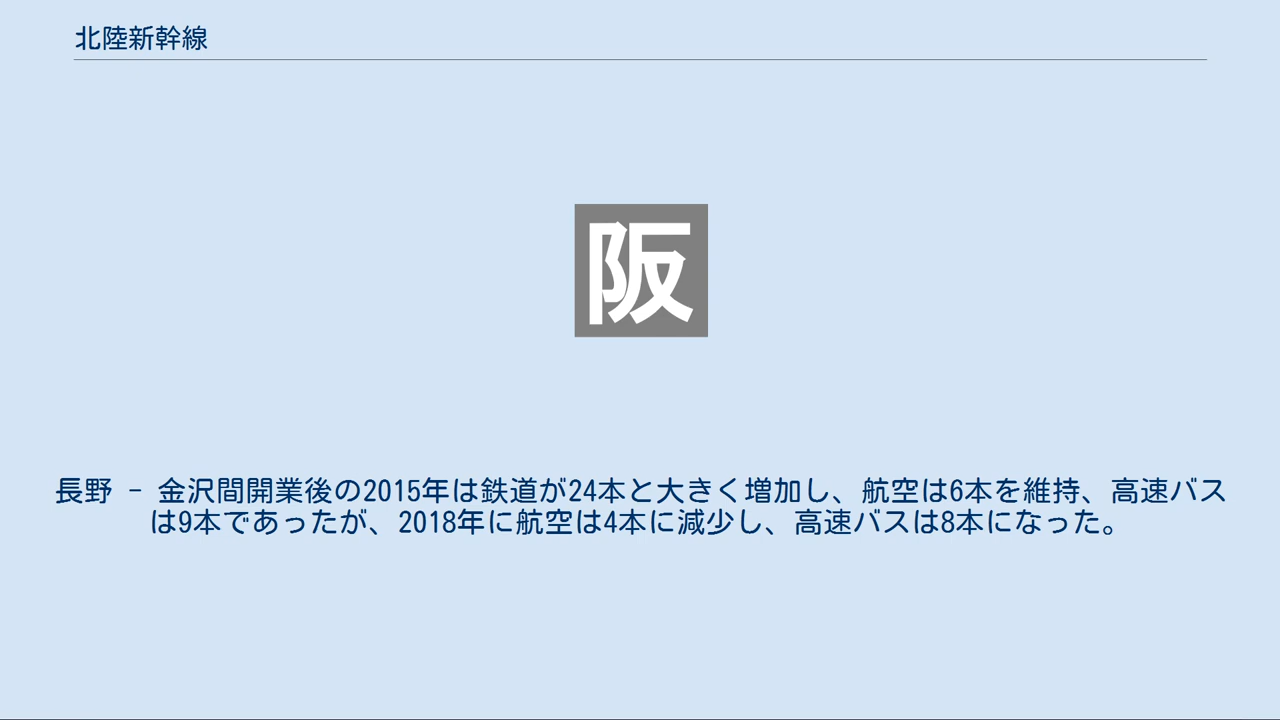 北陸新幹線
阪
長野 - 金沢間開業後の2015年は鉄道が24本と大きく増加し、航空は6本を維持、高速バス
は9本であったが、2018年に航空は4本に減少し、高速バスは8本になった。